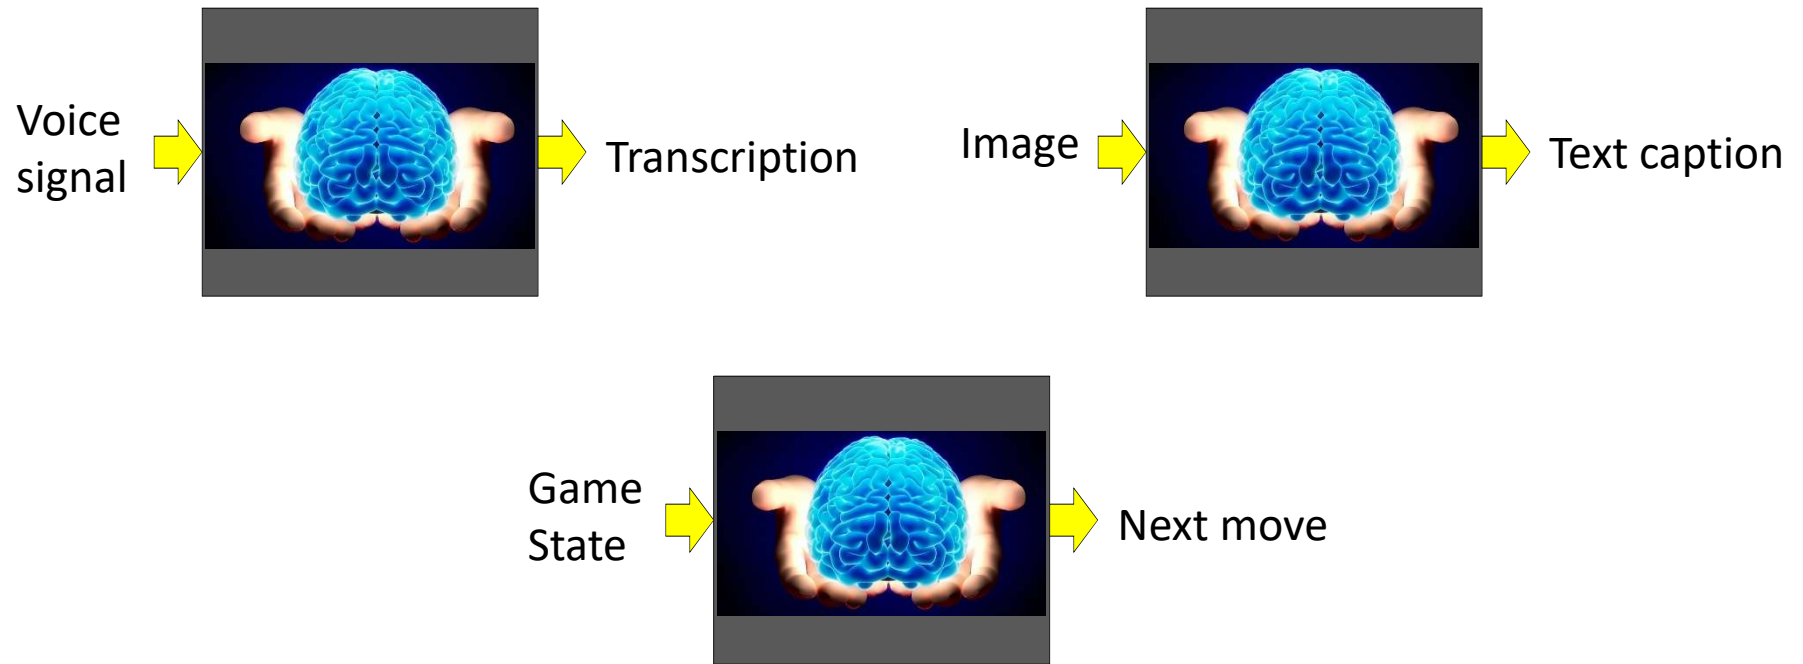 Voice
signal
Transcription
Image
Text caption
Game
State
Next move